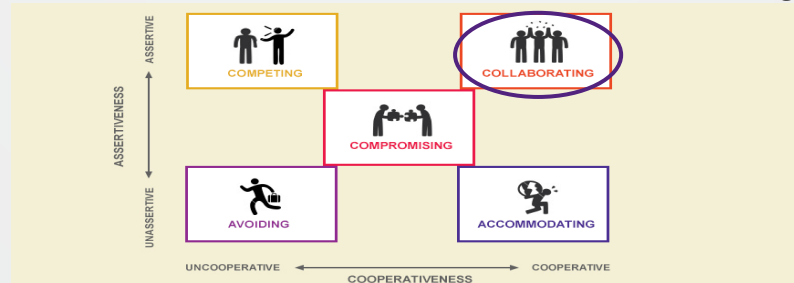 ASSERTIVE
COMPETING
COLLABORATING
ASSERTIVENESS
COMPROMISING
UNASSERTIVE
AVOIDING
ACCOMMODATING
UNCOOPERATIVE
COOPERATIVE
COOPERATIVENESS